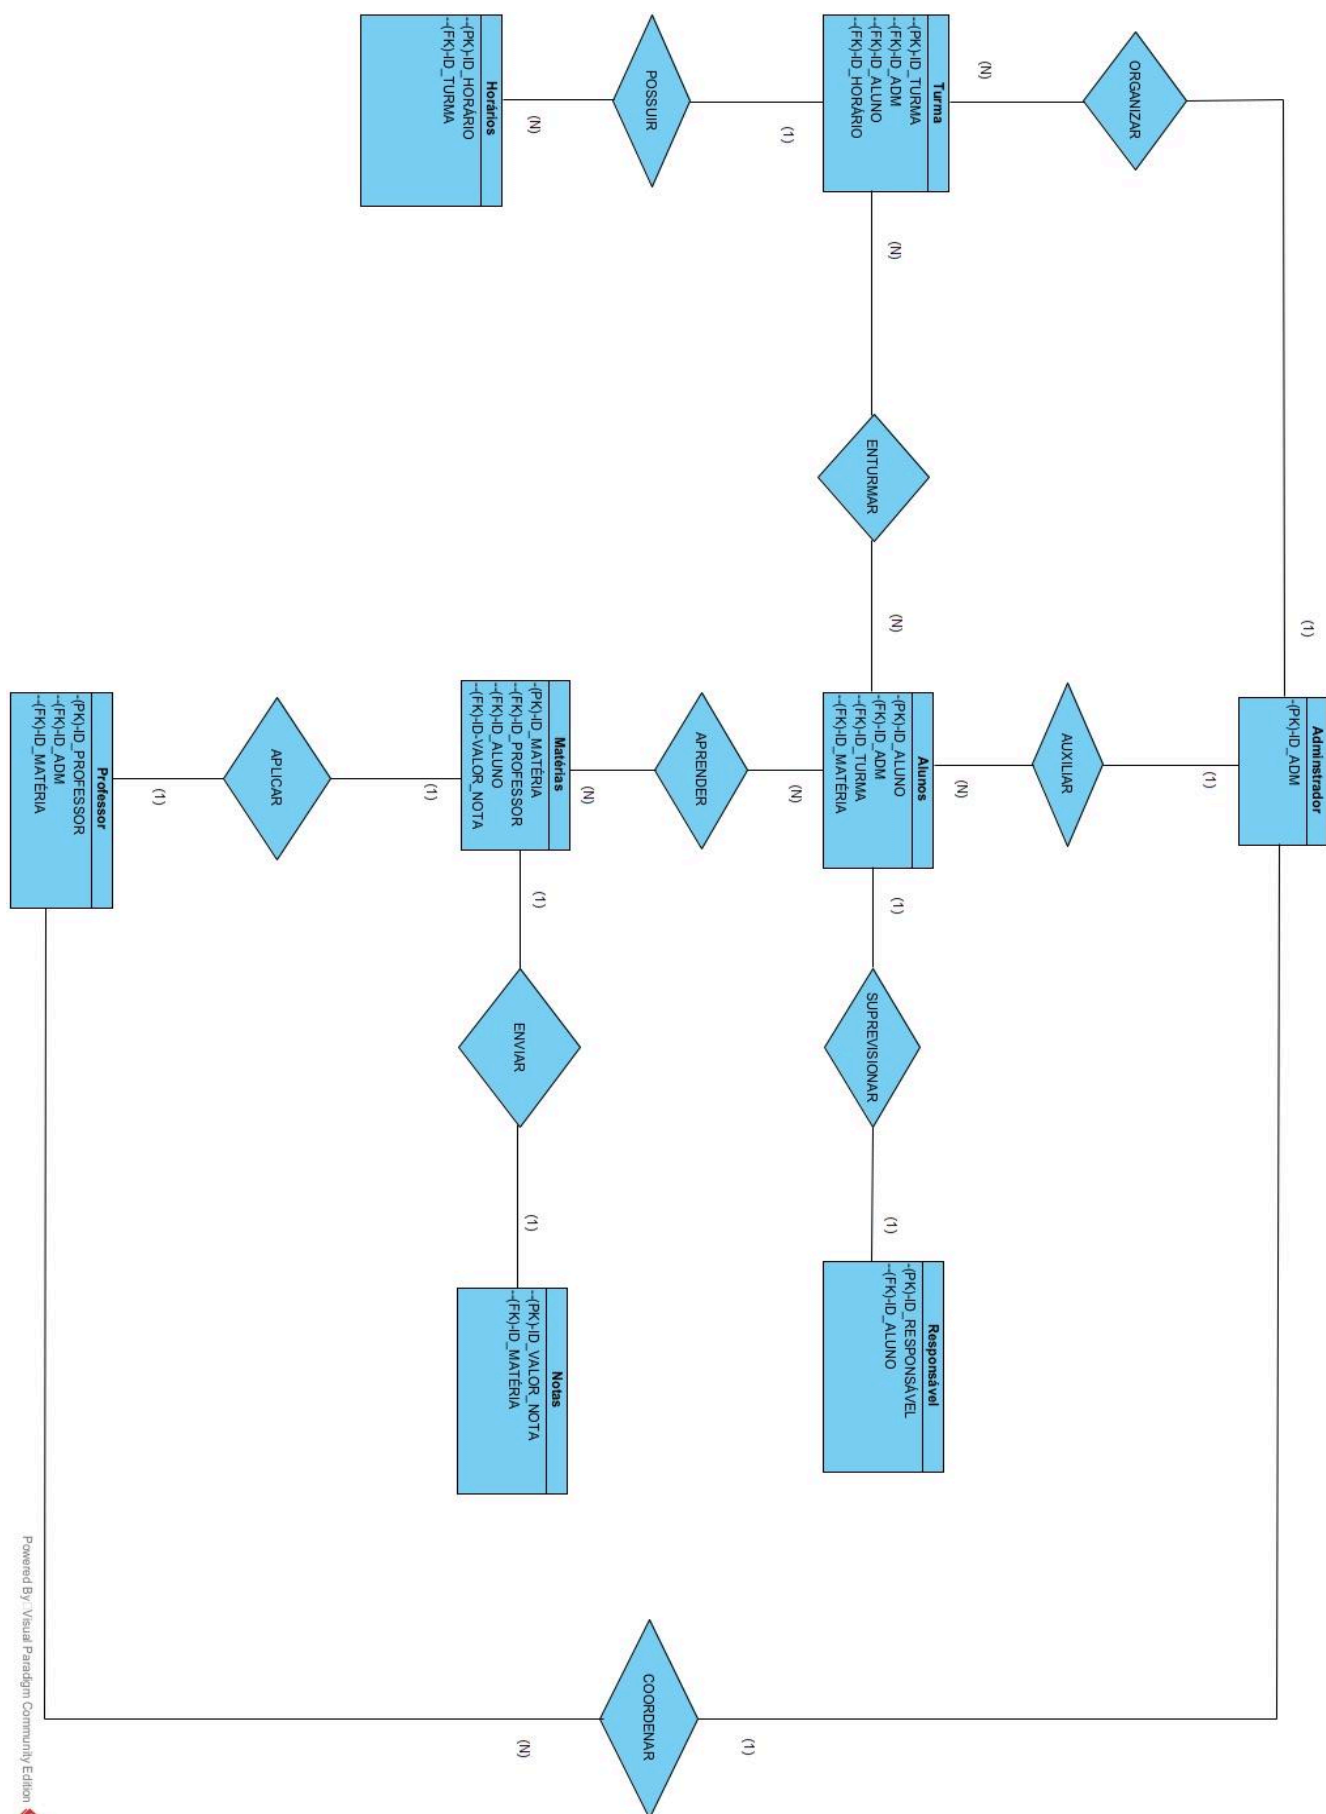 (1)
Adminstrador
-(PK)-ID_ADM
(1)
(1)
ORGANIZAR
AUXILIAR
(N)
(N)
Turma
--(PK)-ID_TURMA
--(FK)-ID_ADM
--(FK)-ID_ALUNO
--(FK)-ID_HORÁRIO
(N)
ENTURMAR
(N)
Alunos
-(PK)-ID_ALUNO
-(FK)-ID_ADM
--(FK)-ID_TURMA
--(FK)-ID_MATÉRIA
(1)
SUPREVISIONAR
(1)
Responsável
-(PK)-ID_RESPONSÁVEL
--(FK)-ID_ALUNO
(1)
(N)
POSSUIR
APRENDER
COORDENAR
(N)
(N)
(N)
Horários
--(PK)-ID_HORÁRIO
--(FK)-ID_TURMA
Matérias
-(PK)-ID_MATÉRIA
--(FK)-ID_PROFESSOR
--(FK)-ID_ALUNO
--(FK)-ID-VALOR_NOTA
(1)
ENVIAR
(1)
Notas
--(PK)-ID_VALOR_NOTA
--(FK)-ID_MATÉRIA
(1)
APLICAR
(1)
Professor
-(PK)-ID_PROFESSOR
--(FK)-ID_ADM
--(FK)-ID_MATÉRIA
Powered By: Visual Paradigm Community Edition